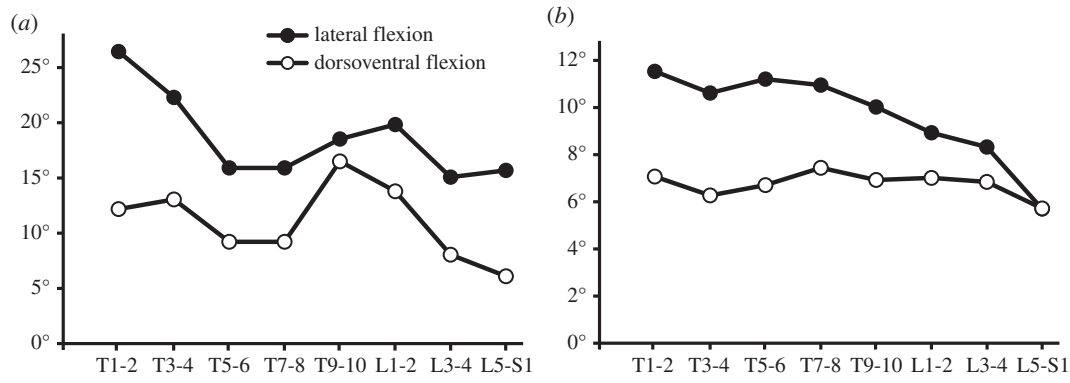 (a)
lateral flexion
dorsoventral flexion
25°
20°
15°
10°
5°
0°
T1-2 T3-4 T5-6 T7-8 T9-10 L1-2 L3-4 L5-S1
(b)
12°
10°
8°
6°
4°
2°
0°
T1-2 T3-4 T5-6 T7-8 T9-10 L1-2 L3-4 L5-S1